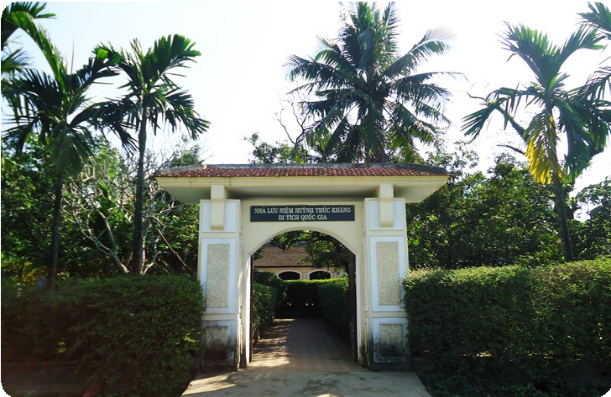 NHÀ LƯU NIỆM HUỲNH THÚC KHÁNG
DI TÍCH QUỐC GIA